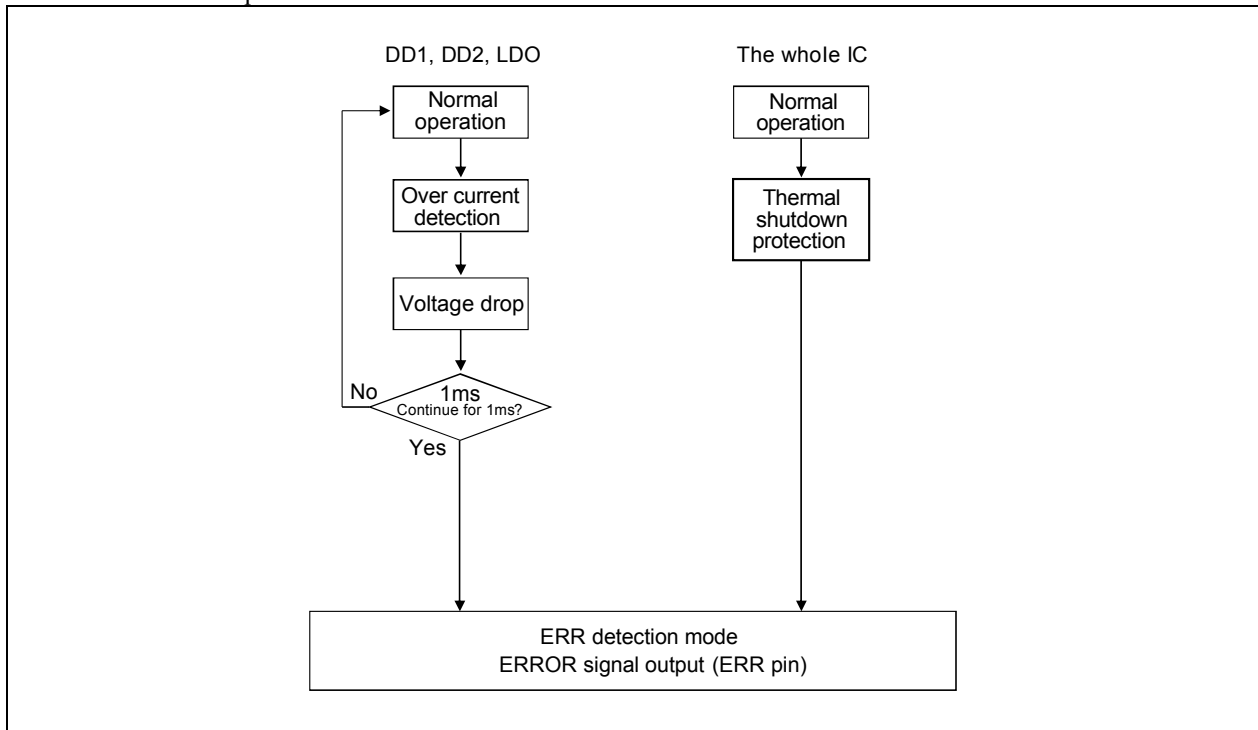 DD1, DD2, LDO
Normal
operation
Over current
detection
Voltage drop
1ms
Continue for 1ms?
No
Yes
The whole IC
Normal
operation
Thermal
shutdown
protection
ERR detection mode
ERROR signal output (ERR pin)